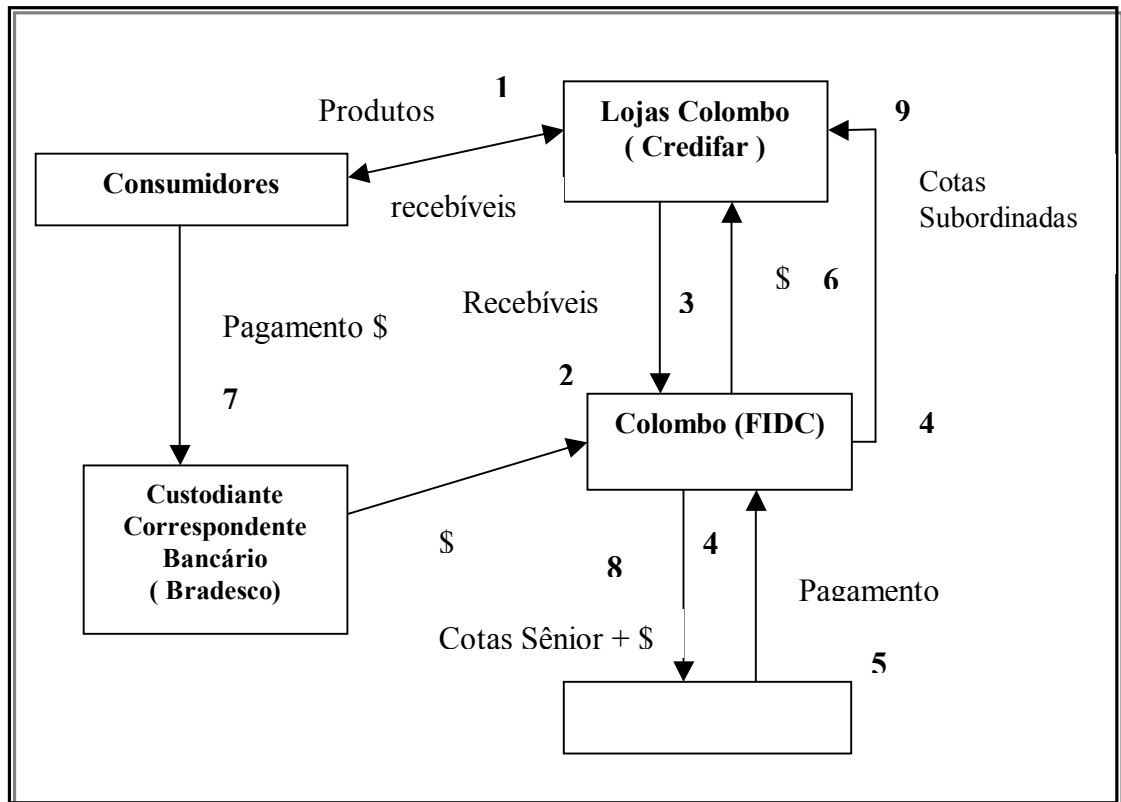 1
Produtos
Lojas Colombo
( Credifar )
9
Consumidores
recebíveis
Cotas
Subordinadas
Recebíveis
3
$ 6
Pagamento $
2
7
Colombo (FIDC)
4
Custodiante
Correspondente
Bancário
( Bradesco)
$
8
4
Pagamento
Cotas Sênior + $
5